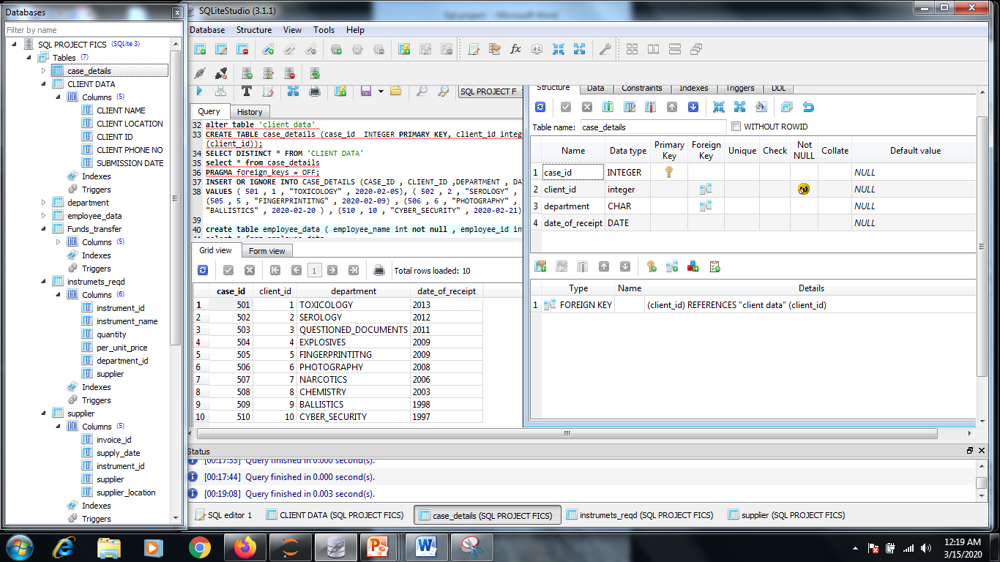 Databases
Filter by name
SQL PROJECT FICS (SQLite 3)
Tables (7)
case_details
CLIENT DATA
Columns (5)
CLIENT NAME
CLIENT LOCATION
CLIENT ID
CLIENT PHONE NO
SUBMISSION DATE
Indexes
Triggers
department
employee_data
Funds_transfer
Columns (5)
Indexes
Triggers
instrumets_reqd
Columns (6)
instrument_id
instrument_name
quantity
per_unit_price
department_id
supplier
Indexes
Triggers
supplier
Columns (5)
invoice_id
supply_date
instrument_id
supplier
supplier_location
Indexes
Triggers
SQLiteStudio (3.1.1)
Sql project - Microsoft Word
Database Structure View Tools Help
SQL PROJECT F
Query History
32 alter table 'client data'
33 CREATE TABLE case_details (case_id INTEGER PRIMARY KEY, client_id integ
(client_id));
34 SELECT DISTINCT * FROM 'CLIENT DATA'
35 select * from case_details
36 PRAGMA foreign_keys = OFF;
37 INSERT OR IGNORE INTO CASE_DETAILS (CASE_ID , CLIENT_ID ,DEPARTMENT , DA
38 VALUES ( 501 , 1 , "TOXICOLOGY" , 2020-02-05), ( 502 , 2 , "SEROLOGY" ,
(505 , 5 , "FINGERPRINTITNG" , 2020-02-09) , (506 , 6 , "PHOTOGRAPHY" ,
"BALLISTICS" , 2020-02-20 ) , (510 , 10 , "CYBER_SECURITY" , 2020-02-21)
39
40 create table employee_data ( employee_name int not null , employee_id in
41 select * from employee_data
Grid view Form view
1 Total rows loaded: 10
case_id client_id department date_of_receipt
1 501 1 TOXICOLOGY 2013
2 502 2 SEROLOGY 2012
3 503 3 QUESTIONED_DOCUMENTS 2011
4 504 4 EXPLOSIVES 2009
5 505 5 FINGERPRINTITNG 2009
6 506 6 PHOTOGRAPHY 2008
7 507 7 NARCOTICS 2006
8 508 8 CHEMISTRY 2003
9 509 9 BALLISTICS 1998
10 510 10 CYBER_SECURITY 1997
Structure Data Constraints Indexes Triggers DDL
Table name: case_details WITHOUT ROWID
Name Data type Primary Key Foreign Key Unique Check Not NULL Collate Default value
1 case_id INTEGER NULL
2 client_id integer NULL
3 department CHAR NULL
4 date_of_receipt DATE NULL
Type Name Details
1 FOREIGN KEY (client_id) REFERENCES "client data" (client_id)
Status
[00:17:33] Query finished in 0.000 second(s).
[00:17:44] Query finished in 0.000 second(s).
[00:19:08] Query finished in 0.003 second(s).
SQL editor 1 CLIENT DATA (SQL PROJECT FICS) case_details (SQL PROJECT FICS) instrumets_reqd (SQL PROJECT FICS) supplier (SQL PROJECT FICS)
12:19 AM
3/15/2020